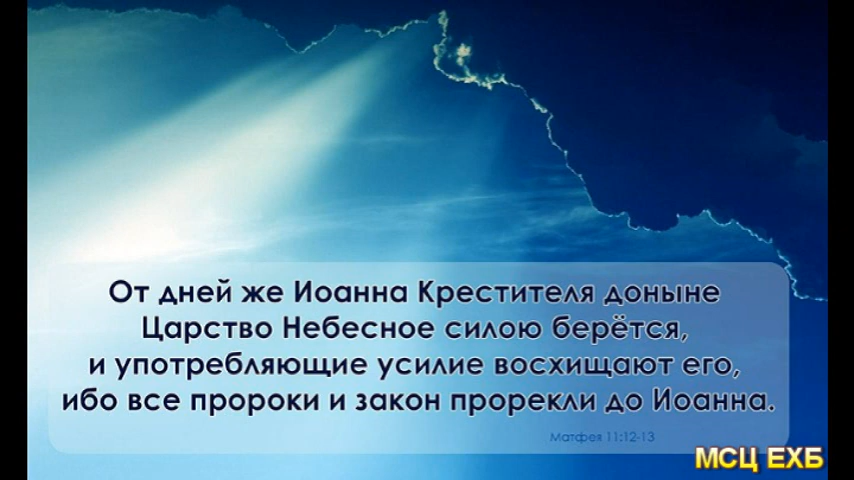 От дней же Иоанна Крестителя доныне
Царство Небесное силою берётся,
и употребляющие усилие восхищают его,
ибо все пророки и закон прорекли до Иоанна.
Матфея 11:12-13
МСЦ ЕХБ